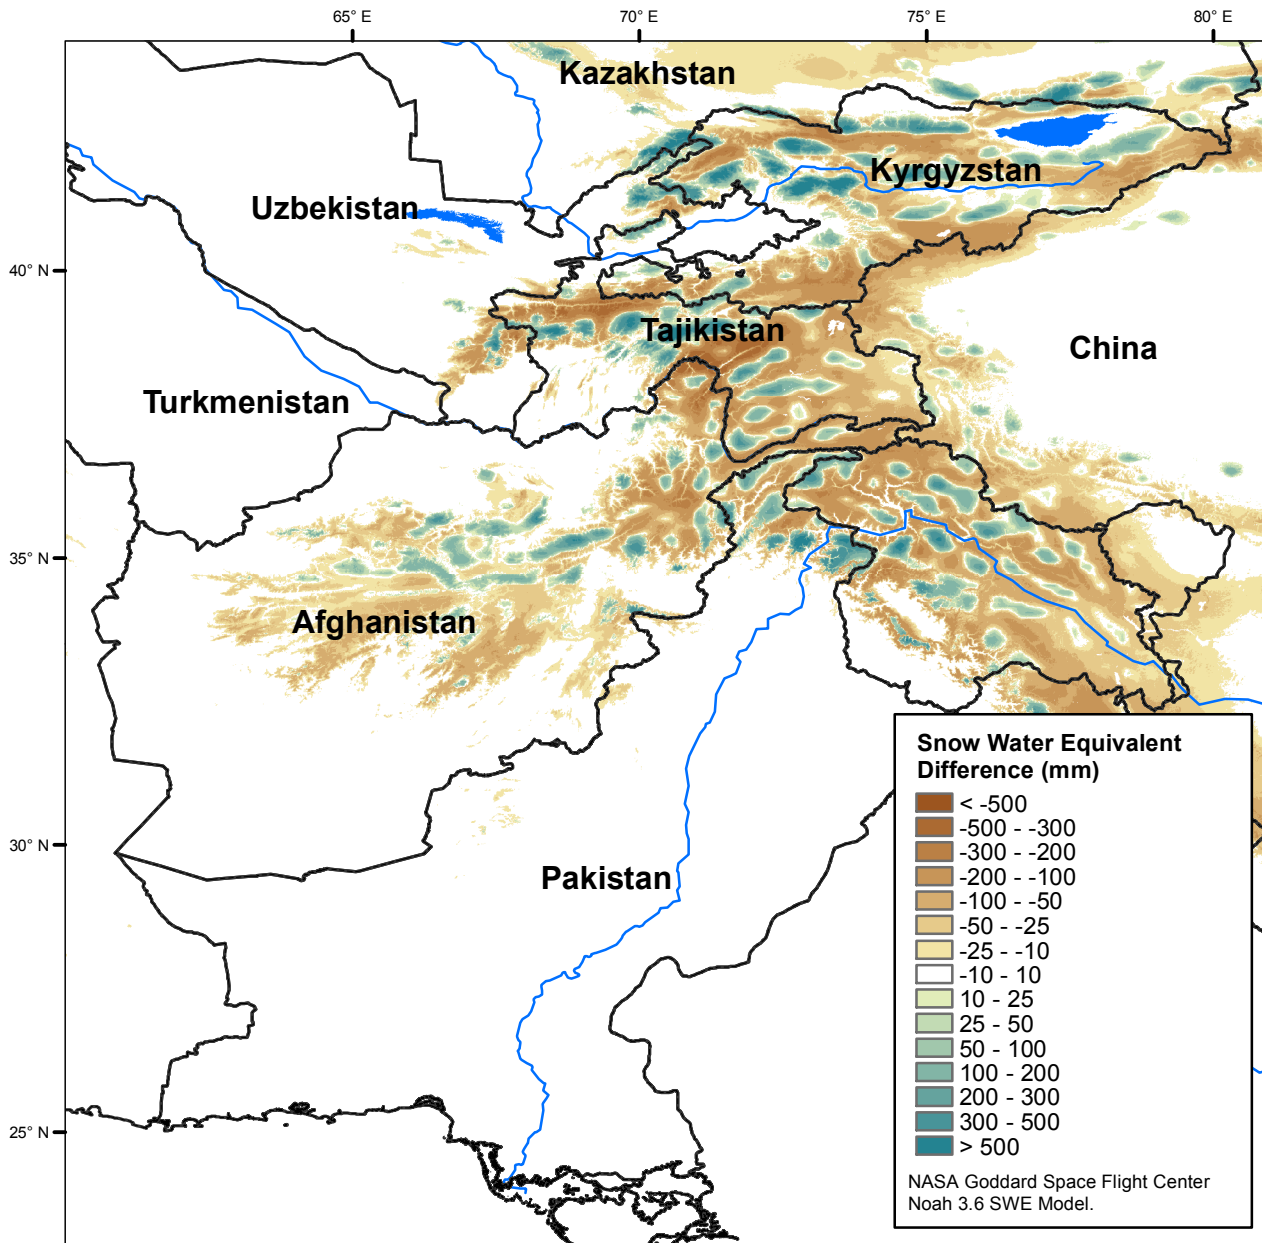 65° E
70° E
75° E
80° E
Kazakhstan
Kyrgyzstan
Uzbekistan
40° N
Tajikistan
China
Turkmenistan
35° N
Afghanistan
30° N
Pakistan
25° N
Snow Water Equivalent
Difference (mm)
< -500
-500 - -300
-300 - -200
-200 - -100
-100 - -50
-50 - -25
-25 - -10
-10 - 10
10 - 25
25 - 50
50 - 100
100 - 200
200 - 300
300 - 500
> 500
NASA Goddard Space Flight Center
Noah 3.6 SWE Model.